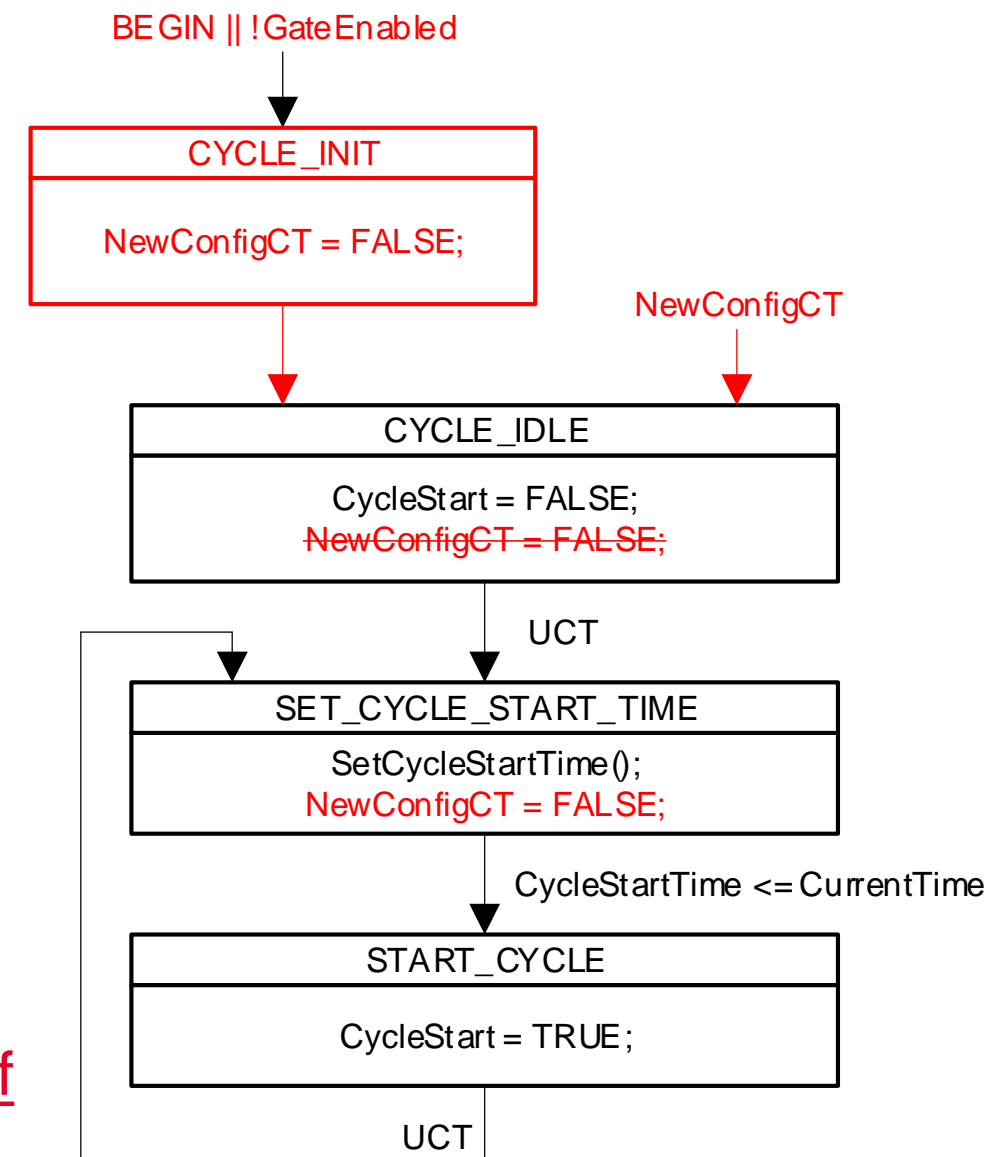 BEGIN || !GateEnabled
CYCLE_INIT
NewConfigCT = FALSE;
NewConfigCT
CYCLE_IDLE
CycleStart = FALSE;
NewConfigCT = FALSE;
UCT
SET_CYCLE_START_TIME
SetCycleStartTime();
NewConfigCT = FALSE;
CycleStartTime <= CurrentTime
START_CYCLE
CycleStart = TRUE;
f
UCT